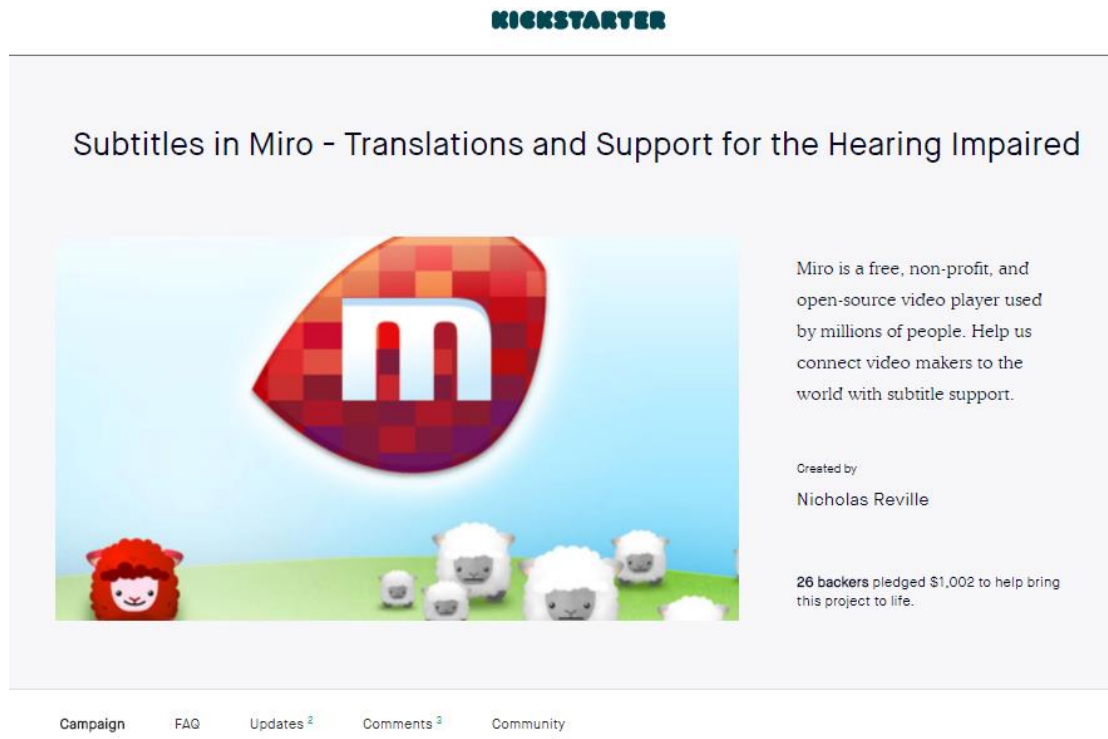 KICKSTARTER
Subtitles in Miro - Translations and Support for the Hearing Impaired
m
Miro is a free, non-profit, and
open-source video player used
by millions of people. Help us
connect video makers to the
world with subtitle support.
Created by
Nicholas Reville
26 backers pledged $1,002 to help bring
this project to life.
Campaign FAQ Updates 2 Comments 3 Community